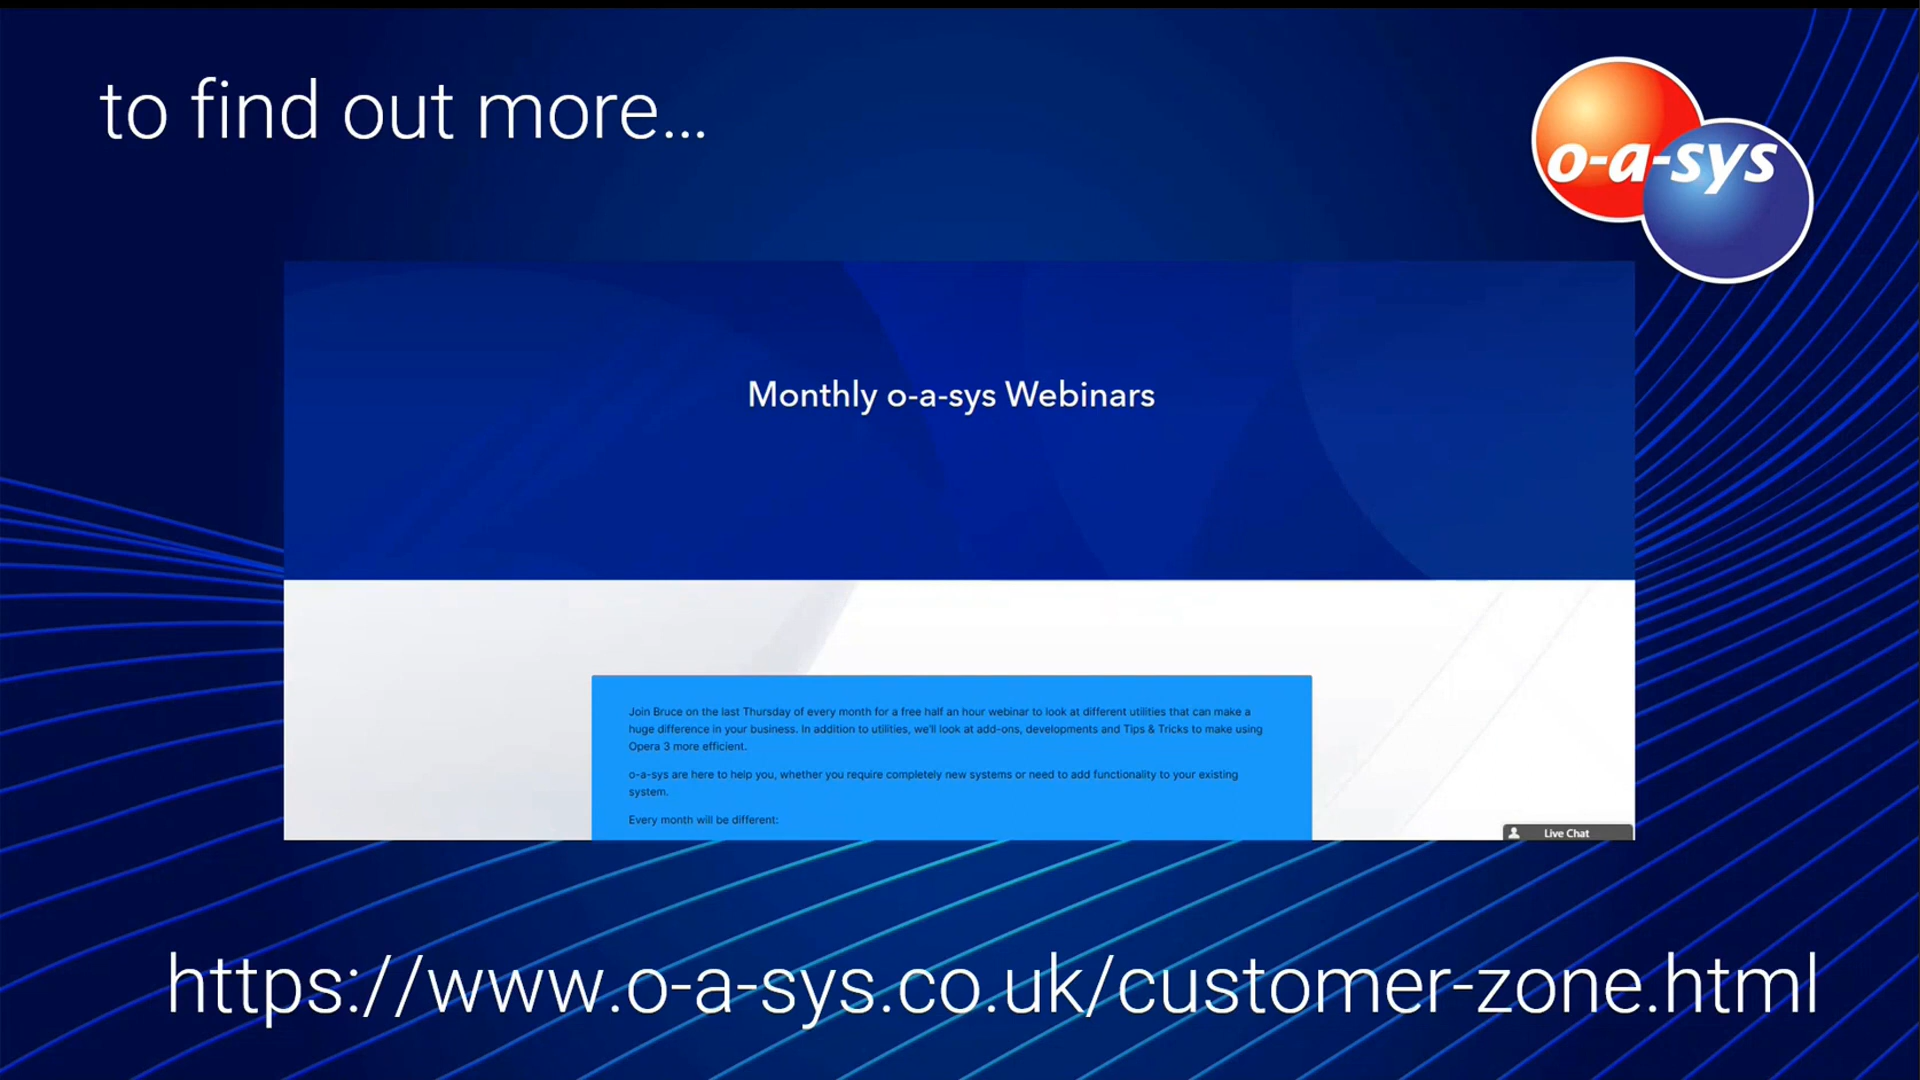 to find out more...
o-a-sys
Monthly o-a-sys Webinars
Join Bruce on the last Thursday of every month for a free half an hour webinar to look at different utilities that can make a
huge difference in your business. In addition to utilities, we'll look at add-ons, developments and Tips & Tricks to make using
Opera 3 more efficient.
o-a-sys are here to help you, whether you require completely new systems or need to add functionality to your existing
system.
Every month will be different:
Live Chat
https://www.o-a-sys.co.uk/customer-zone.html